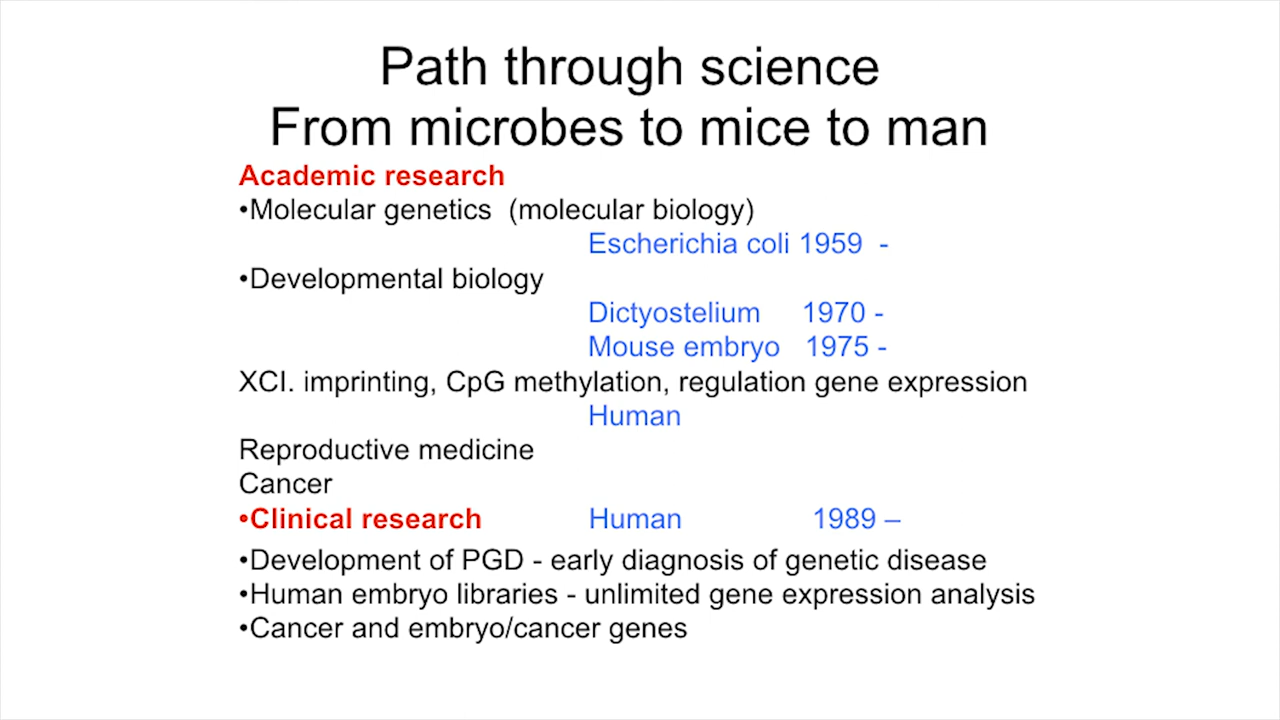 Path through science
From microbes to mice to man
Academic research
•Molecular genetics  (molecular biology)
Escherichia coli 1959  -
•Developmental biology
Dictyostelium     1970 -
Mouse embryo   1975 -
XCI. imprinting, CpG methylation, regulation gene expression
Human
Reproductive medicine
Cancer
•Clinical research     Human     1989 –
•Development of PGD - early diagnosis of genetic disease
•Human embryo libraries - unlimited gene expression analysis
•Cancer and embryo/cancer genes